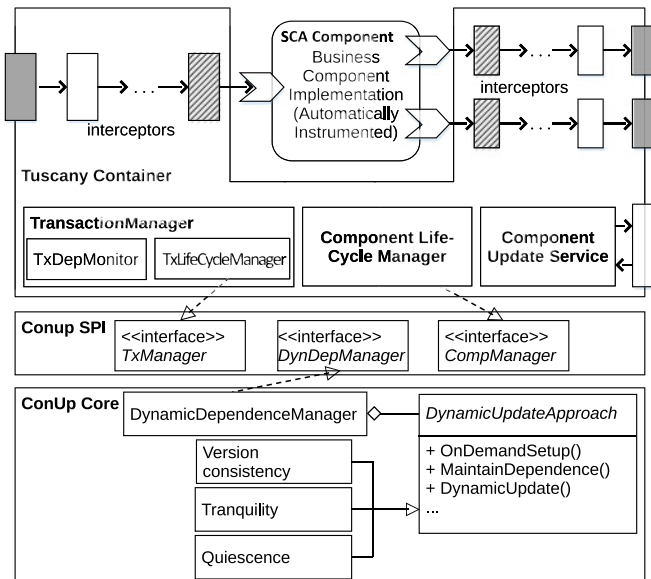 SCA Component
Business
Component
Implementation
(Automatically
Instrumented)
...
interceptors
...
interceptors
...
Tuscany Container
TransactionManager
TxDepMonitor
TxLifeCycleManager
Component Life-
Cycle Manager
Component
Update Service
Conup SPI
<<interface>>
TxManager
<<interface>>
DynDepManager
<<interface>>
CompManager
ConUp Core
DynamicDependenceManager
DynamicUpdateApproach
+ OnDemandSetup()
+ MaintainDependence()
+ DynamicUpdate()
...
Version
consistency
Tranquility
Quiescence